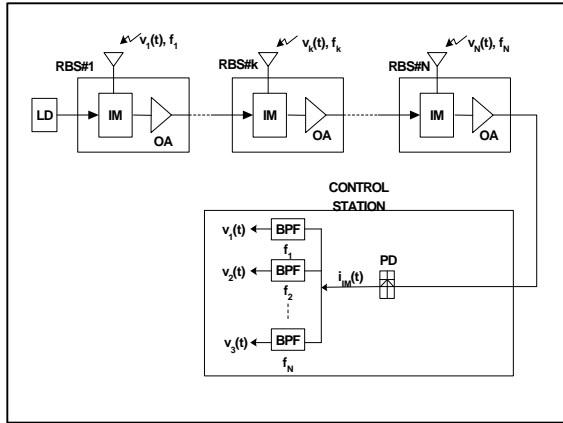 v1(t), f1
vk(t), fk
vN(t), fN
RBS#1
RBS#k
RBS#N
LD
IM
OA
IM
OA
IM
OA
CONTROL
STATION
v1(t)
BPF
f1
v2(t)
BPF
f2
v3(t)
BPF
fN
iIM(t)
PD